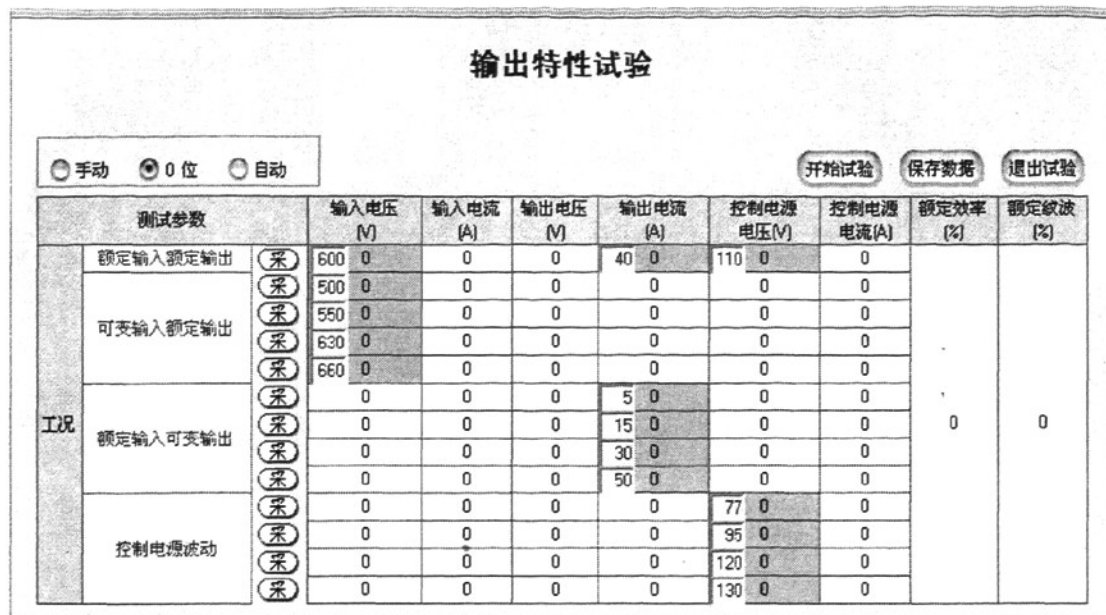 输出特性试验
手动 0 位 自动 开始试验 保存数据 退出试验
测试参数 输入电压(V) 输入电流(A) 输出电压(V) 输出电流(A) 控制电源电压(V) 控制电源电流(A) 额定效率(%) 额定纹波(%)
工况
额定输入额定输出 采 600 0 0 0 40 0 110 0 0
可变输入额定输出
采 500 0 0 0 0 0 0
采 550 0 0 0 0 0 0
采 630 0 0 0 0 0 0
采 660 0 0 0 0 0 0
额定输入可变输出
采 0 0 0 5 0 0 0
采 0 0 0 15 0 0 0
采 0 0 0 30 0 0 0
采 0 0 0 50 0 0 0
控制电源波动
采 0 0 0 0 77 0 0
采 0 0 0 0 95 0 0
采 0 0 0 0 120 0 0
采 0 0 0 0 130 0 0
0 0